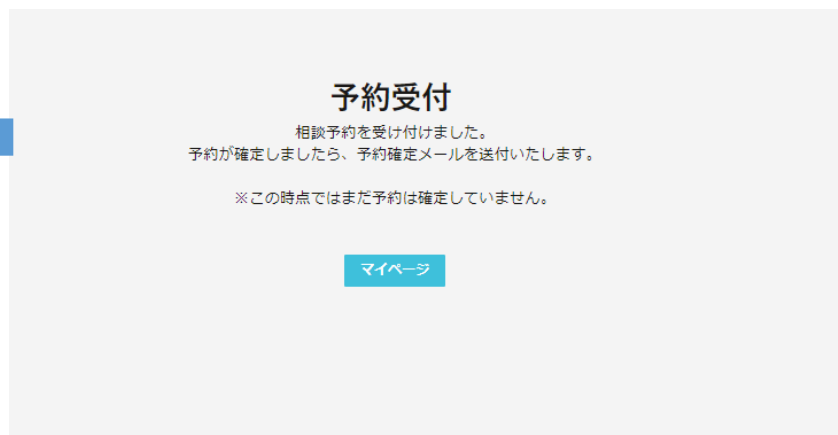 予約受付
相談予約を受け付けました。
予約が確定しましたら、予約確定メールを送付いたします。
※この時点ではまだ予約は確定していません。
マイページ